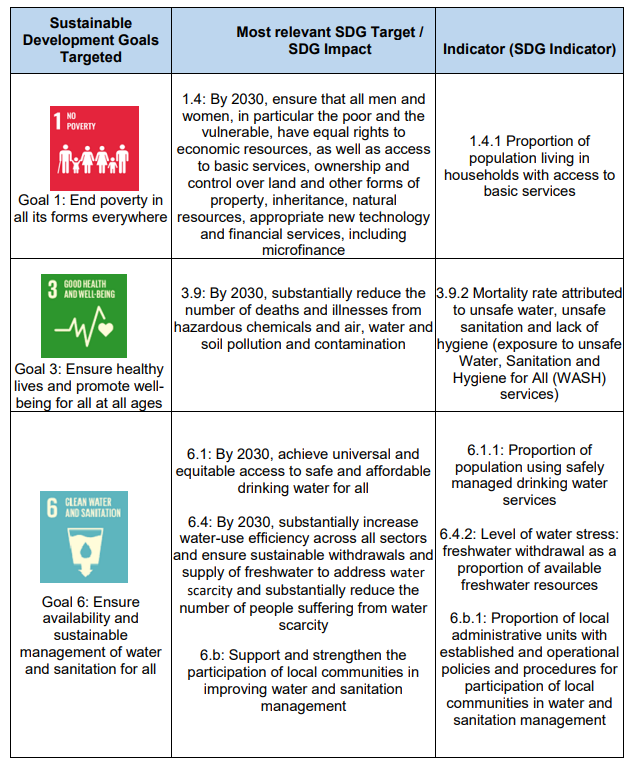 Sustainable
Development Goals
Targeted
Most relevant SDG Target /
SDG Impact
Indicator (SDG Indicator)
1 NO
POVERTY
Goal 1: End poverty in
all its forms everywhere
1.4: By 2030, ensure that all men and
women, in particular the poor and the
vulnerable, have equal rights to
economic resources, as well as access
to basic services, ownership and
control over land and other forms of
property, inheritance, natural
resources, appropriate new technology
and financial services, including
microfinance
1.4.1 Proportion of
population living in
households with access to
basic services
3 GOOD HEALTH
AND WELL-BEING
Goal 3: Ensure healthy
lives and promote well-
being for all at all ages
3.9: By 2030, substantially reduce the
number of deaths and illnesses from
hazardous chemicals and air, water and
soil pollution and contamination
3.9.2 Mortality rate attributed
to unsafe water, unsafe
sanitation and lack of
hygiene (exposure to unsafe
Water, Sanitation and
Hygiene for All (WASH)
services)
6 CLEAN WATER
AND SANITATION
Goal 6: Ensure
availability and
sustainable
management of water
and sanitation for all
6.1: By 2030, achieve universal and
equitable access to safe and affordable
drinking water for all
6.4: By 2030, substantially increase
water-use efficiency across all sectors
and ensure sustainable withdrawals and
supply of freshwater to address water
scarcity and substantially reduce the
number of people suffering from water
scarcity
6.b: Support and strengthen the
participation of local communities in
improving water and sanitation
management
6.1.1: Proportion of
population using safely
managed drinking water
services
6.4.2: Level of water stress:
freshwater withdrawal as a
proportion of available
freshwater resources
6.b.1: Proportion of local
administrative units with
established and operational
policies and procedures for
participation of local
communities in water and
sanitation management